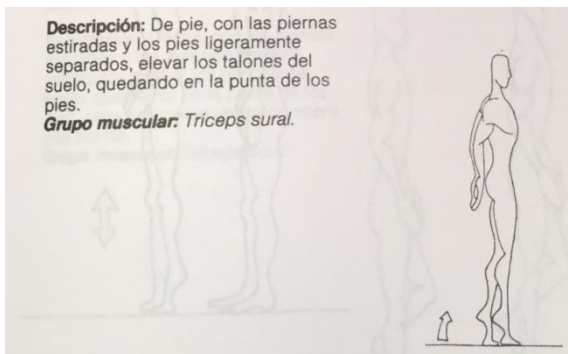 Descripción: De pie, con las piernas
estiradas y los pies ligeramente
separados, elevar los talones del
suelo, quedando en la punta de los
pies.
Grupo muscular: Tríceps sural.